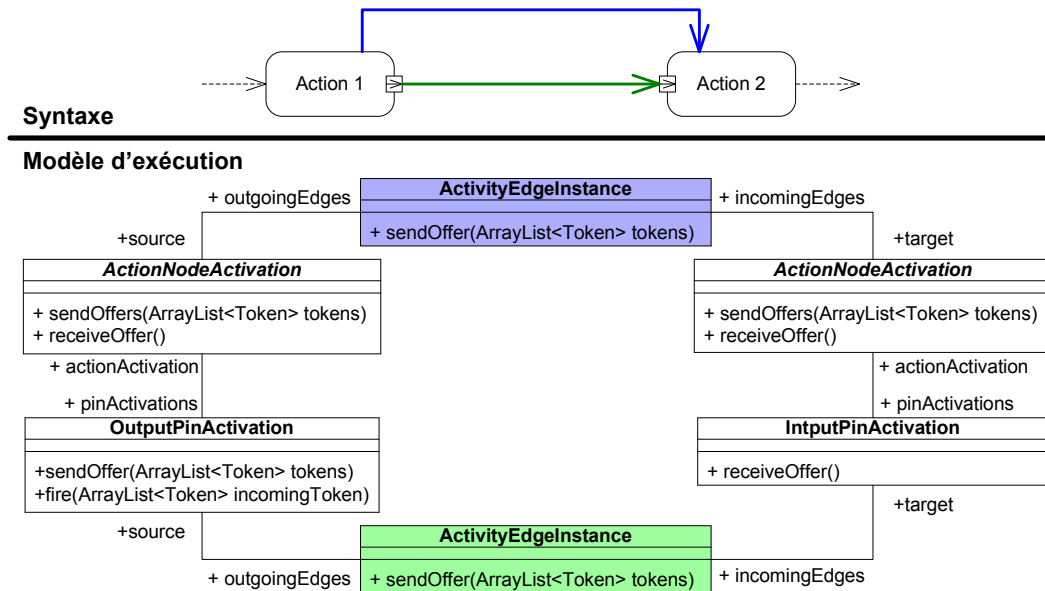 Action 1
Action 2
Syntaxe
Modèle d'exécution
+ outgoingEdges
ActivityEdgeInstance
+ incomingEdges
+ sendOffer(ArrayList<Token> tokens)
+source
+target
ActionNodeActivation
ActionNodeActivation
+ sendOffers(ArrayList<Token> tokens)
+ receiveOffer()
+ sendOffers(ArrayList<Token> tokens)
+ receiveOffer()
+ actionActivation
+ actionActivation
+ pinActivations
+ pinActivations
OutputPinActivation
IntputPinActivation
+sendOffer(ArrayList<Token> tokens)
+fire(ArrayList<Token> incomingToken)
+ receiveOffer()
+source
+target
ActivityEdgeInstance
+ outgoingEdges
+ sendOffer(ArrayList<Token> tokens)
+ incomingEdges